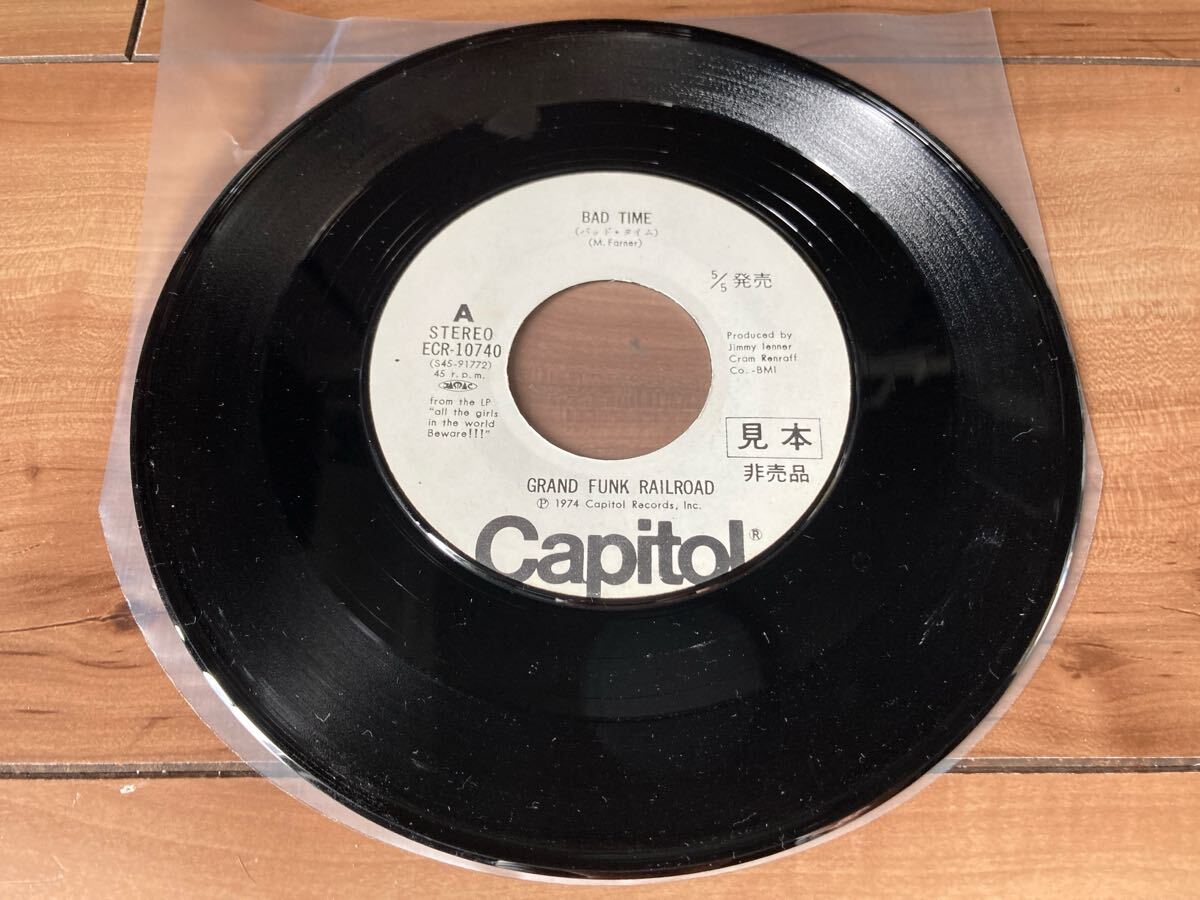 BAD TIME
(バッド・タイム)
(M. Farner)
5/5 発売
A
STEREO
ECR-10740
(S45-91772)
45 r.p.m.
from the LP
"all the girls
in the world
Beware!!!"
Produced by
Jimmy Ienner
Cram Renraff
Co.-BMI
見本
非売品
GRAND FUNK RAILROAD
Ⓟ 1974 Capitol Records, Inc.
Capitol®